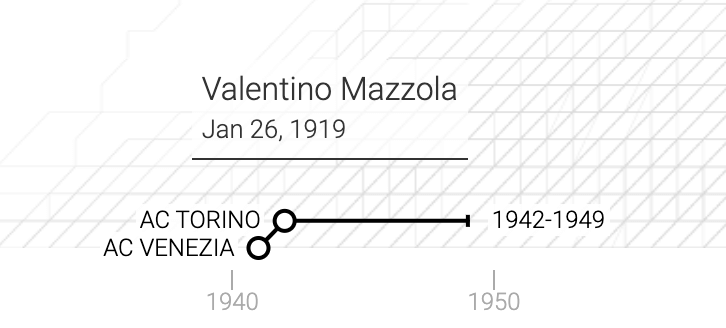 Valentino Mazzola
Jan 26, 1919
AC TORINO 1942-1949
AC VENEZIA
1940 1950